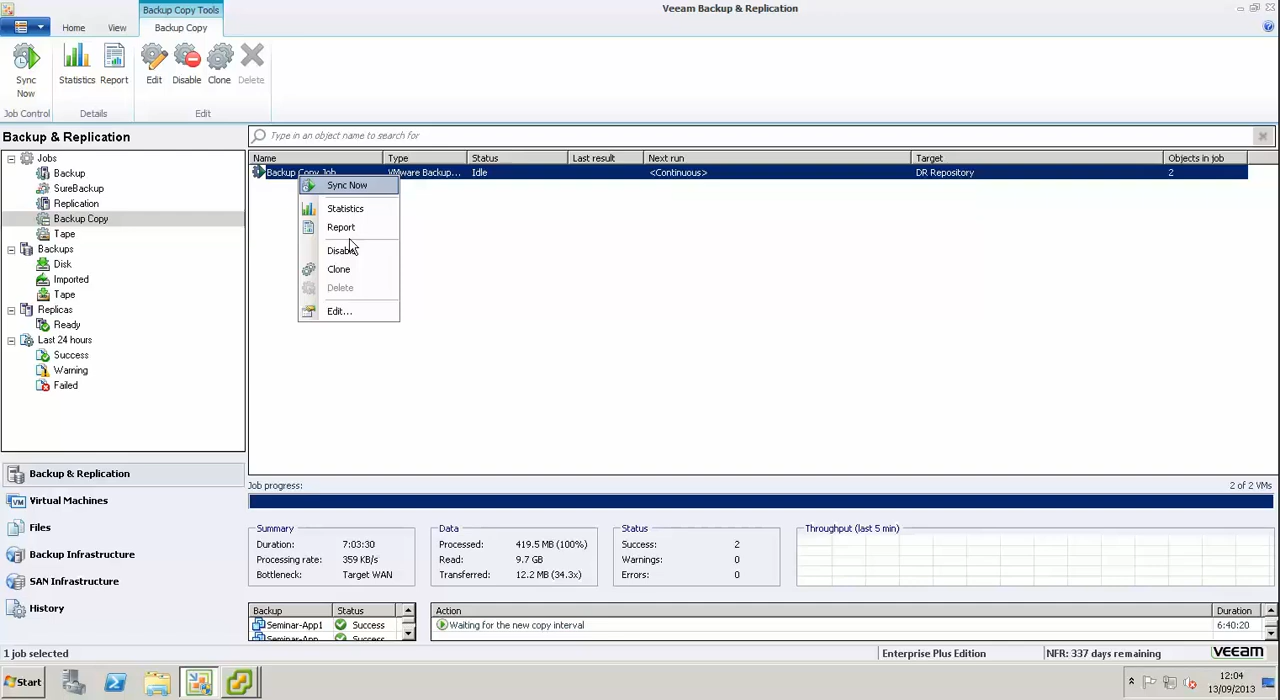 Backup Copy Tools
Veeam Backup & Replication
Home
View
Backup Copy
Sync Now
Statistics
Report
Edit
Disable
Clone
Delete
Job Control
Details
Edit
Backup & Replication
Jobs
Backup
SureBackup
Replication
Backup Copy
Tape
Backups
Disk
Imported
Tape
Replicas
Ready
Last 24 hours
Success
Warning
Failed
Backup & Replication
Virtual Machines
Files
Backup Infrastructure
SAN Infrastructure
History
Type in an object name to search for
Name Type Status Last result Next run Target Objects in job
Backup Copy Job VMware Backup... Idle <Continuous> DR Repository 2
Sync Now
Statistics
Report
Disable
Clone
Delete
Edit...
Job progress: 2 of 2 VMs
Summary
Duration: 7:03:30
Processing rate: 359 KB/s
Bottleneck: Target WAN
Data
Processed: 419.5 MB (100%)
Read: 9.7 GB
Transferred: 12.2 MB (34.3x)
Status
Success: 2
Warnings: 0
Errors: 0
Throughput (last 5 min)
Backup Status
Seminar-App1 Success
Seminar-App Success
Action Duration
Waiting for the new copy interval 6:40:20
1 job selected
Enterprise Plus Edition
NFR: 337 days remaining
veeam
Start
12:04
13/09/2013